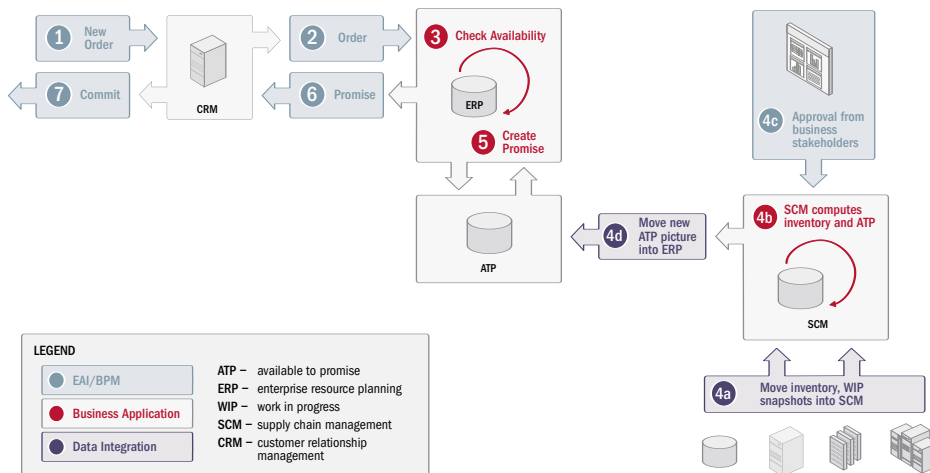 1 New
Order
2 Order
3 Check Availability
7 Commit
CRM
6 Promise
ERP
5 Create
Promise
4c Approval from
business
stakeholders
ATP
4d Move new
ATP picture
into ERP
4b SCM computes
inventory and ATP
SCM
4a Move inventory, WIP
snapshots into SCM
LEGEND
EAI/BPM
Business Application
Data Integration
ATP – available to promise
ERP – enterprise resource planning
WIP – work in progress
SCM – supply chain management
CRM – customer relationship
management